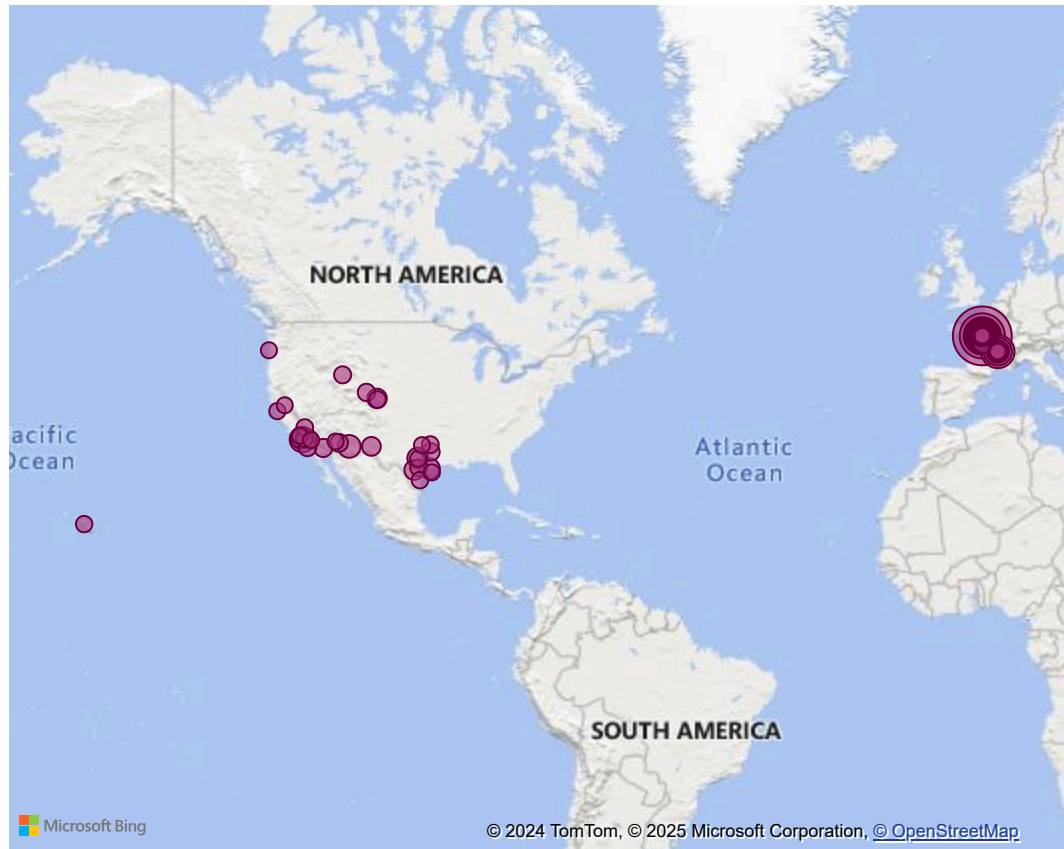 NORTH AMERICA
acific
Ocean
Atlantic
Ocean
SOUTH AMERICA
Microsoft Bing
© 2024 TomTom, © 2025 Microsoft Corporation, © OpenStreetMap